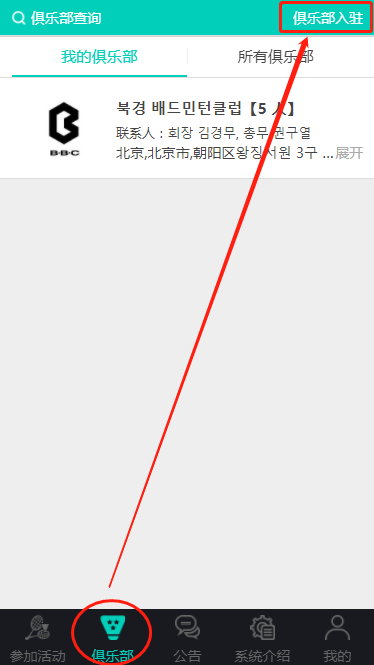 俱乐部查询 俱乐部入驻
我的俱乐部 所有俱乐部
북경 배드민턴클럽【5 人】
联系人：회장 김경무, 총무 권구열
北京,北京市,朝阳区왕징서원 3구 ...展开
B·B·C
参加活动 俱乐部 公告 系统介绍 我的